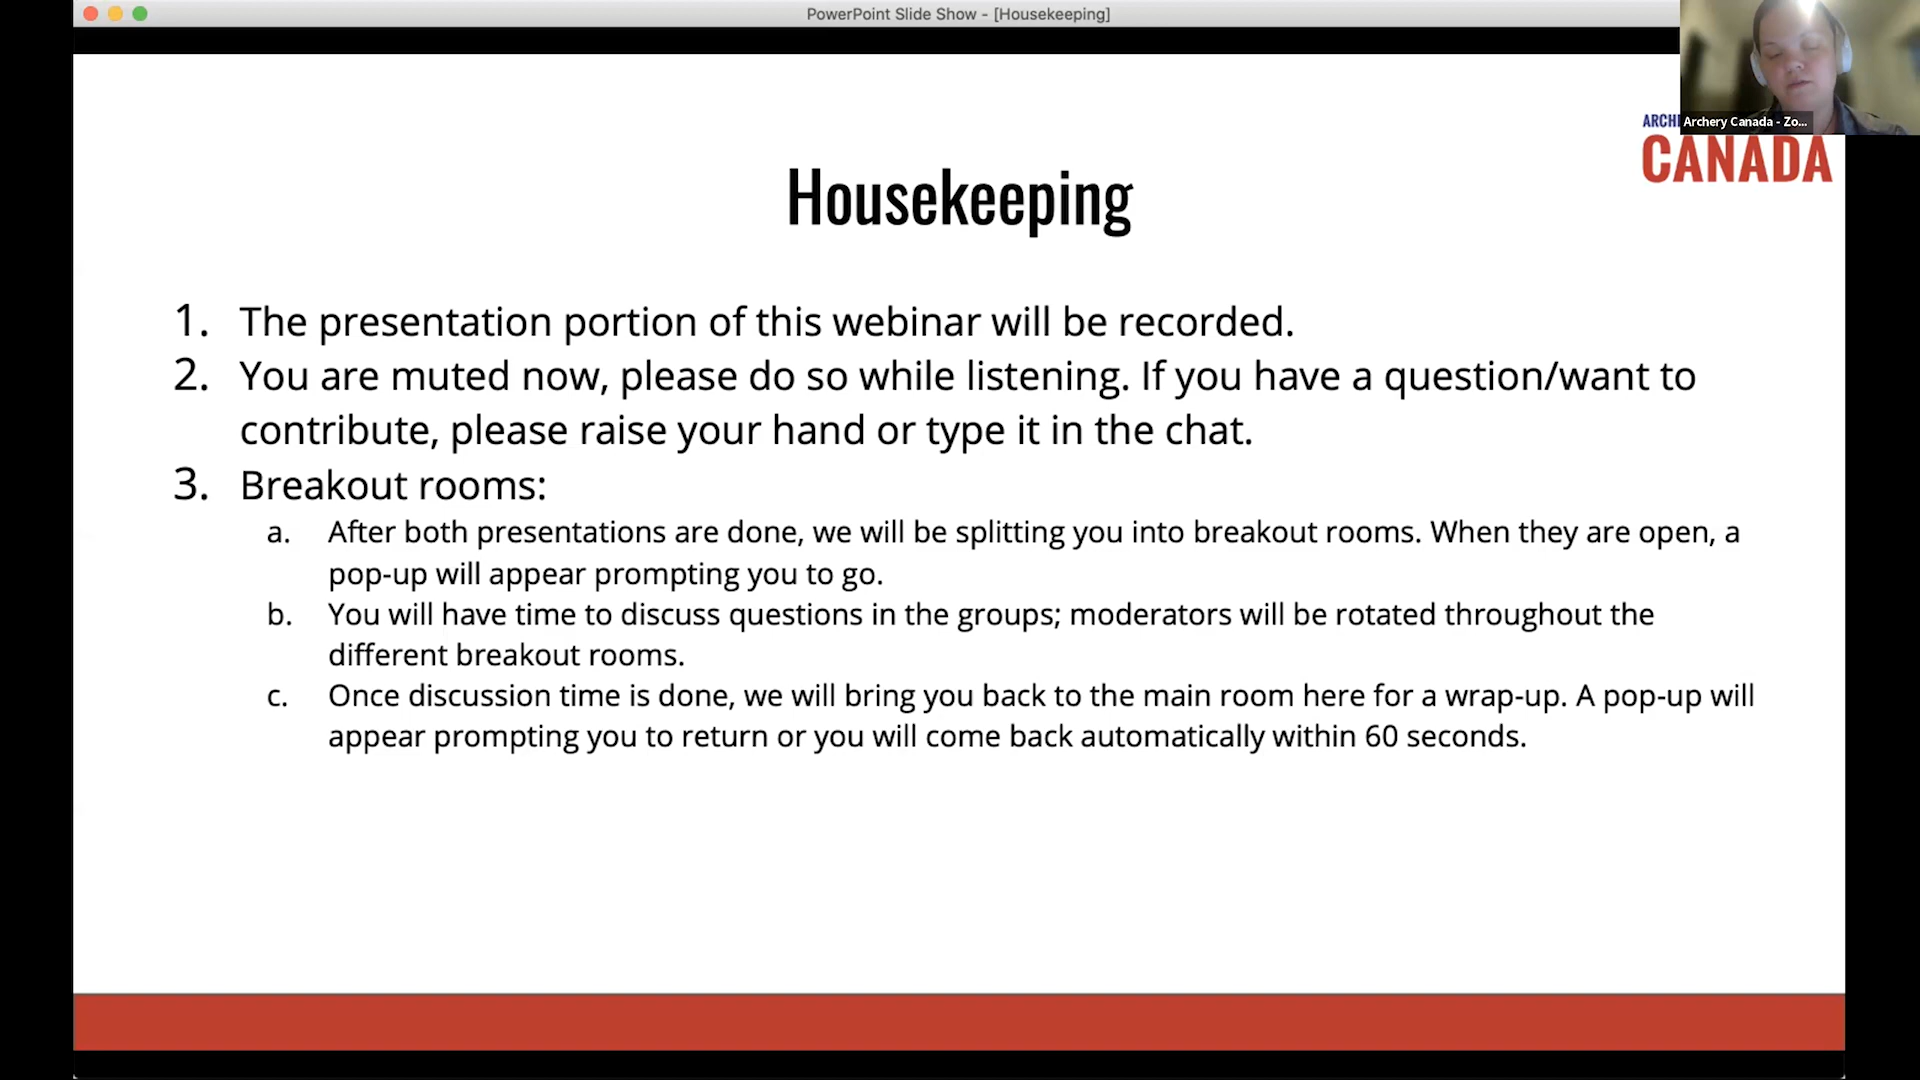 PowerPoint Slide Show - [Housekeeping]
Archery Canada - Zo...
CANADA
Housekeeping
1. The presentation portion of this webinar will be recorded.
2. You are muted now, please do so while listening. If you have a question/want to
contribute, please raise your hand or type it in the chat.
3. Breakout rooms:
a. After both presentations are done, we will be splitting you into breakout rooms. When they are open, a
pop-up will appear prompting you to go.
b. You will have time to discuss questions in the groups; moderators will be rotated throughout the
different breakout rooms.
c. Once discussion time is done, we will bring you back to the main room here for a wrap-up. A pop-up will
appear prompting you to return or you will come back automatically within 60 seconds.